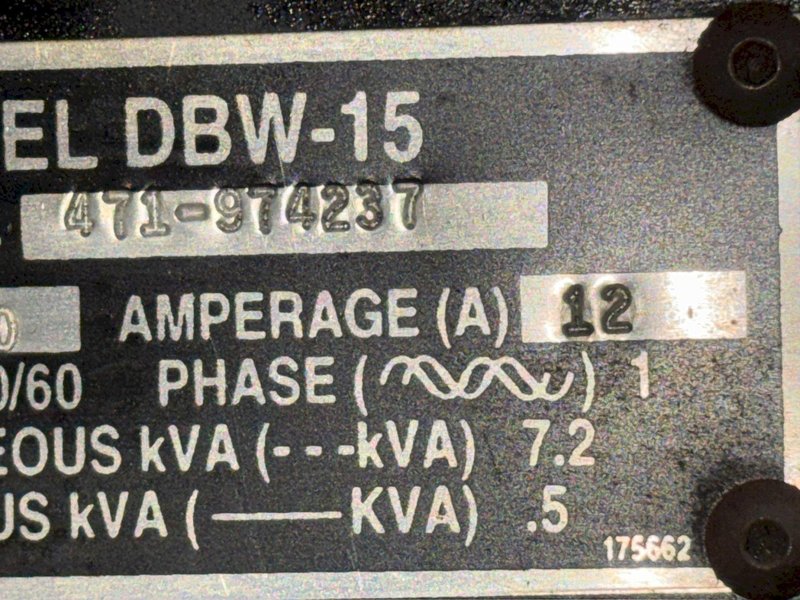 EL DBW-15
471-974237
0 AMPERAGE (A) 12
0/60 PHASE ( ) 1
EOUS kVA (---kVA) 7.2
US kVA (—KVA) .5
175662